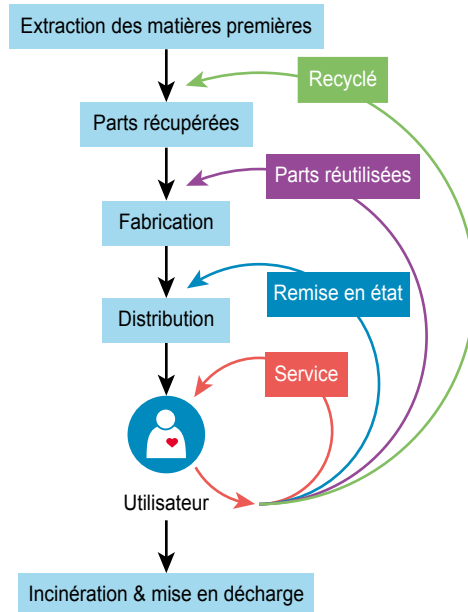 Extraction des matières premières
Recyclé
Parts récupérées
Parts réutilisées
Fabrication
Remise en état
Distribution
Service
Utilisateur
Incinération & mise en décharge